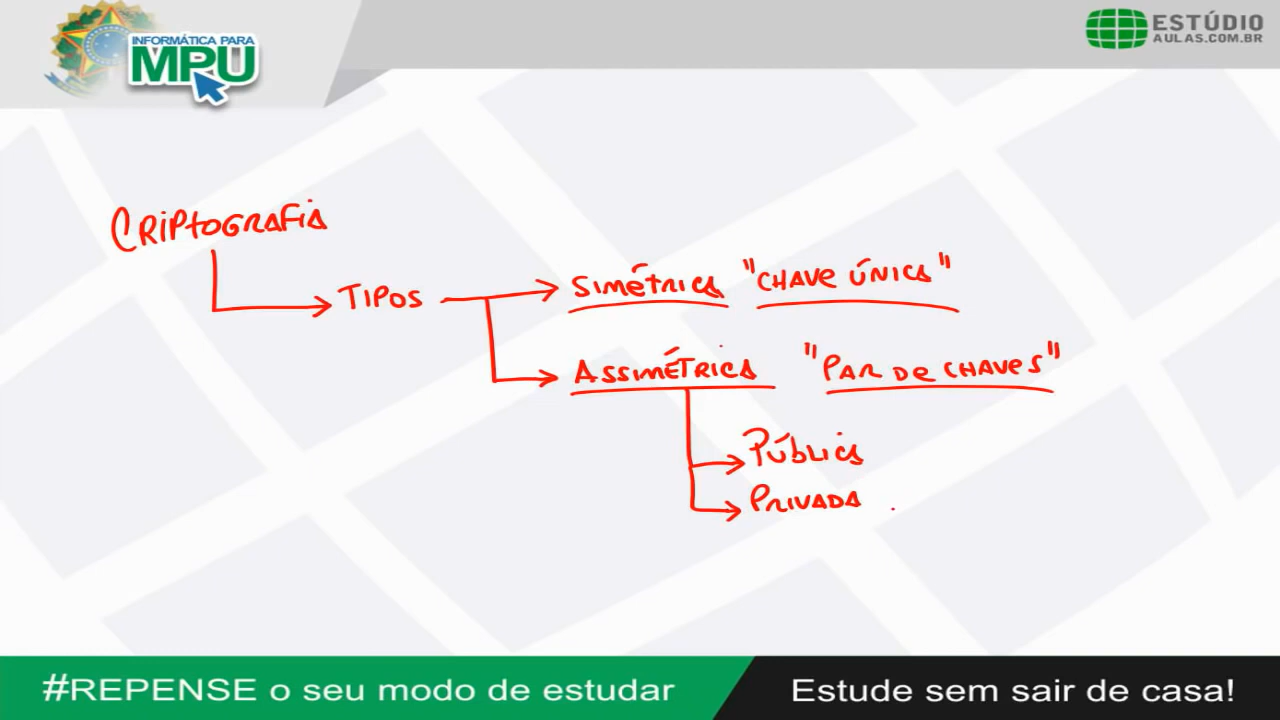 INFORMÁTICA PARA
MPU
ESTÚDIO
AULAS.COM.BR
CRIPTOGRAFIA
TIPOS
SIMÉTRICA "CHAVE ÚNICA"
ASSIMÉTRICA "PAR DE CHAVES"
PÚBLICA
PRIVADA
#REPENSE o seu modo de estudar
Estude sem sair de casa!